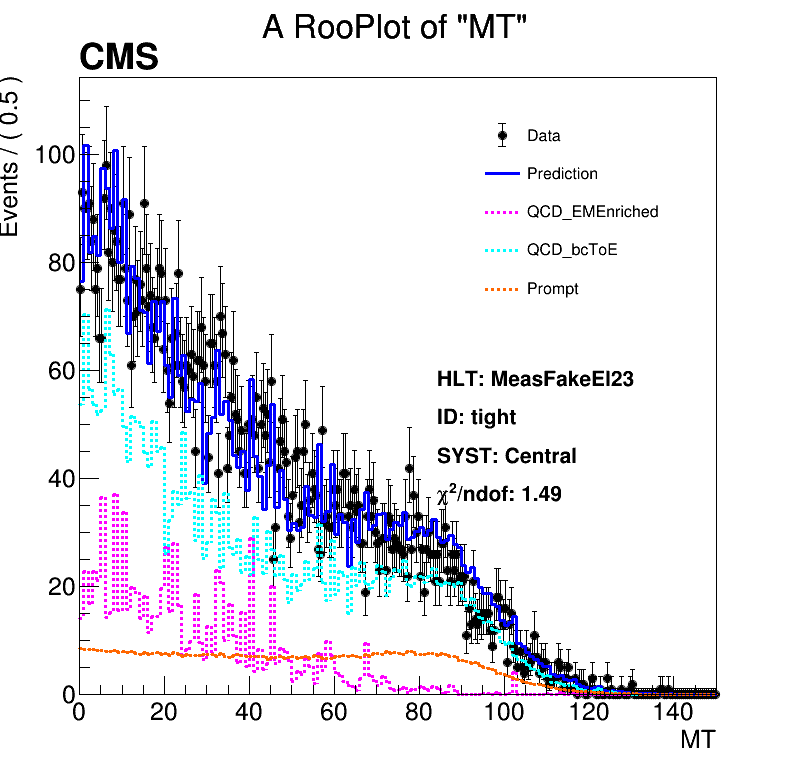 A RooPlot of "MT"
CMS
Events / ( 0.5 )
100
80
60
40
20
0
Data
Prediction
QCD_EMEnriched
QCD_bcToE
Prompt
HLT: MeasFakeEl23
ID: tight
SYST: Central
χ²/ndof: 1.49
0 20 40 60 80 100 120 140
MT